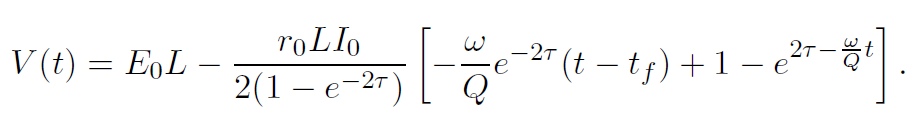 V(t) = E_0 L - \frac{r_0 L I_0}{2(1 - e^{-2\tau})} \left[ -\frac{\omega}{Q} e^{-2\tau} (t - t_f) + 1 - e^{2\tau - \frac{\omega}{Q} t} \right].